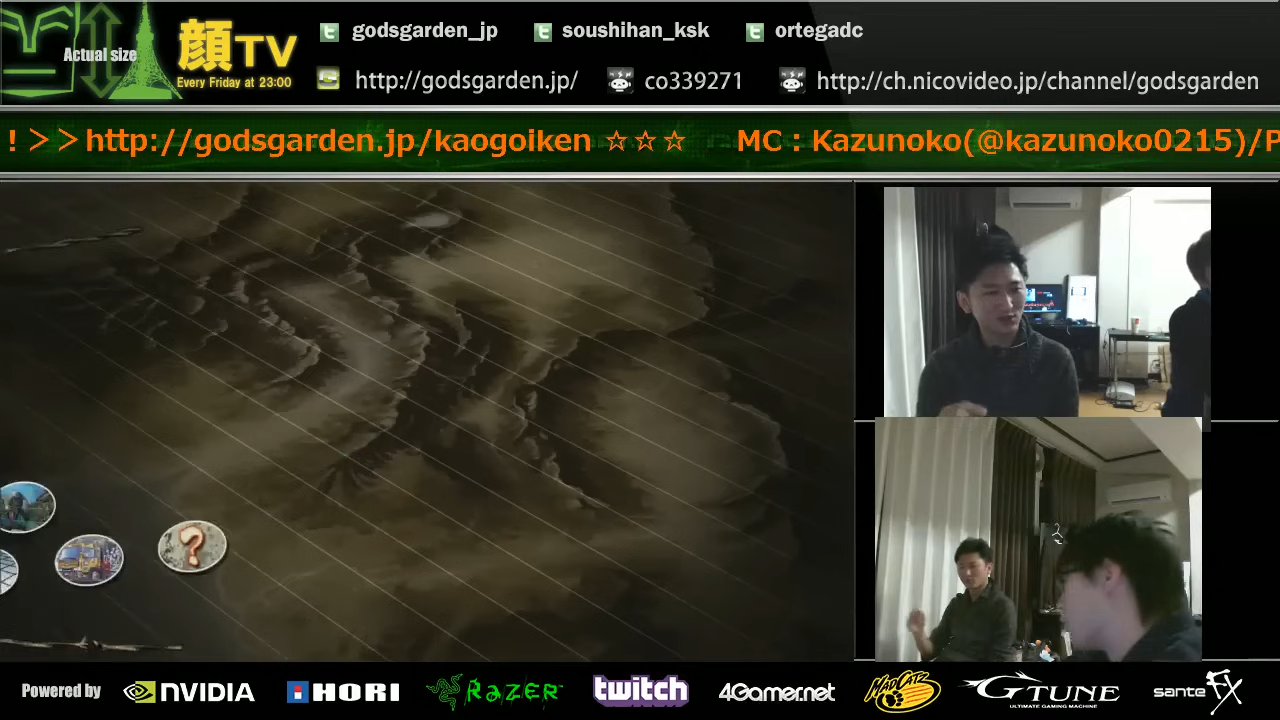 Actual size
顔TV
Every Friday at 23:00
godsgarden_jp soushihan_ksk ortegadc
http://godsgarden.jp/ co339271 http://ch.nicovideo.jp/channel/godsgarden
! >>http://godsgarden.jp/kaogoiken ☆☆☆ MC : Kazunoko(@kazunoko0215)/P
?
Powered by NVIDIA HORI RAZER twitch 4Gamer.net MADCATZ G TUNE sante FX
ULTIMATE GAMING MACHINE